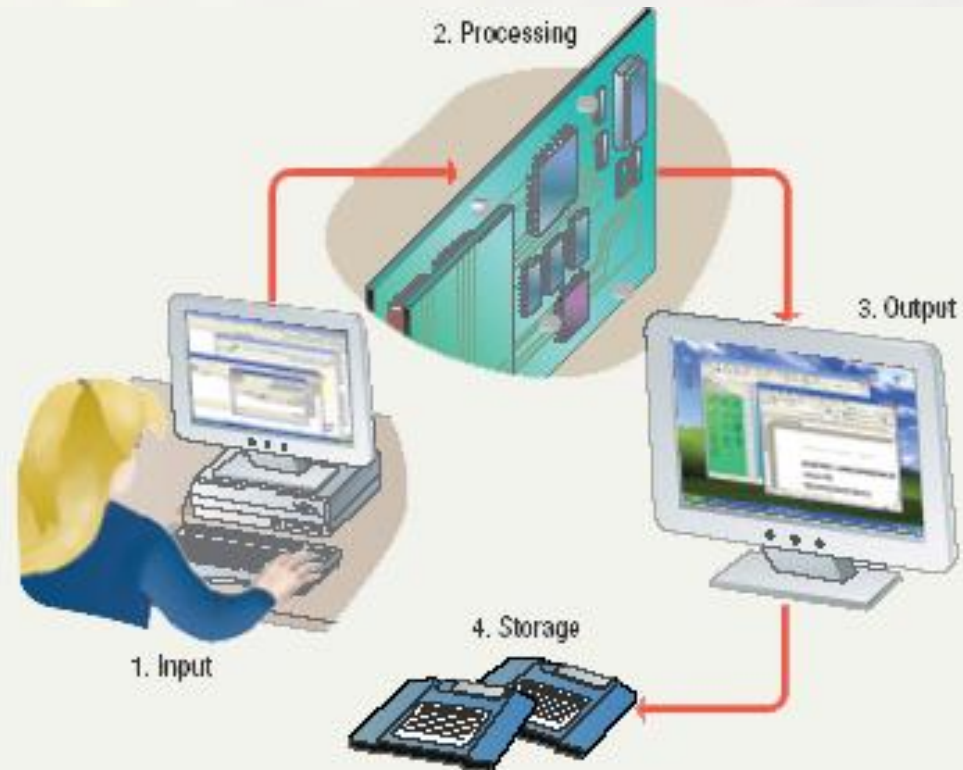 1. Input
2. Processing
3. Output
4. Storage